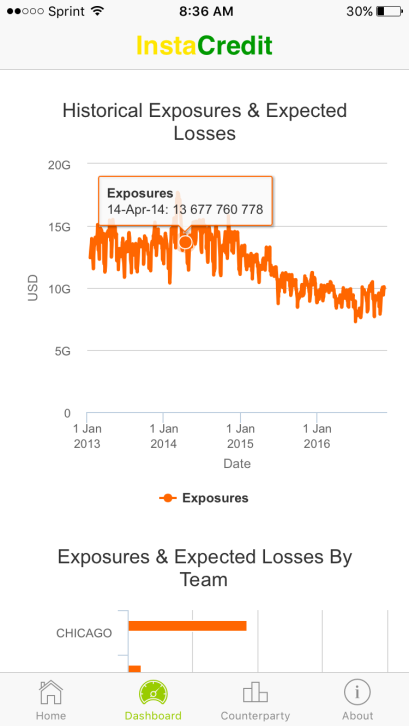 Sprint 8:36 AM 30%
InstaCredit
Historical Exposures & Expected
Losses
20G
Exposures
14-Apr-14: 13 677 760 778
15G
USD
10G
5G
0
1 Jan 1 Jan 1 Jan 1 Jan
2013 2014 2015 2016
Date
Exposures
Exposures & Expected Losses By
Team
CHICAGO
Home Dashboard Counterparty About